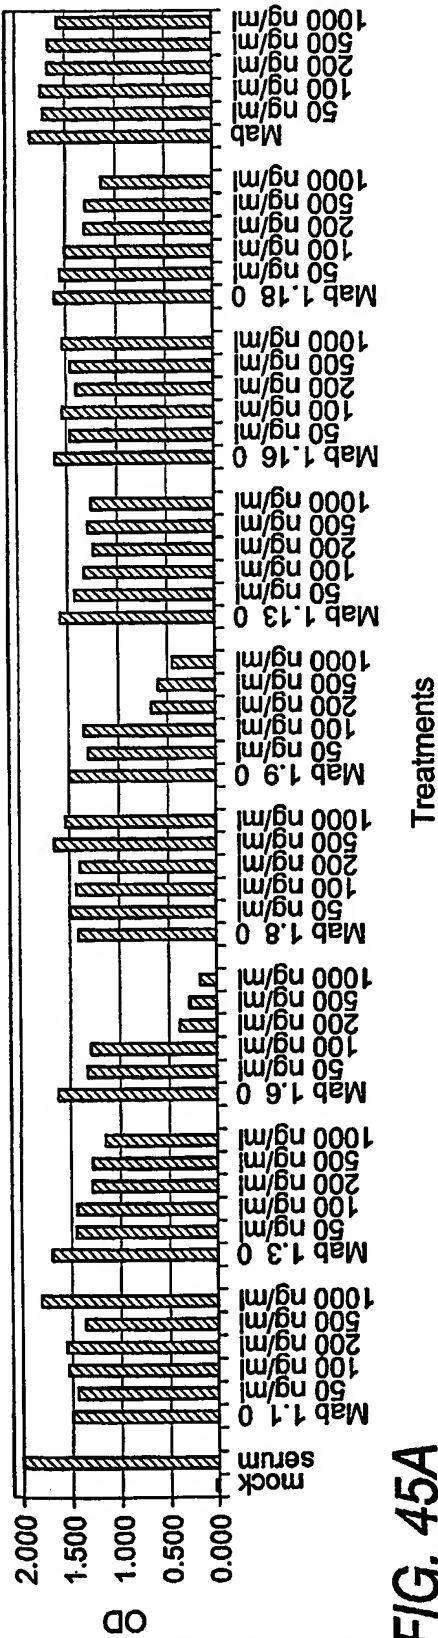 OD
2.000
1.500
1.000
0.500
0.000
mock
serum
Mab 1.1 0
50 ng/ml
100 ng/ml
200 ng/ml
500 ng/ml
1000 ng/ml
Mab 1.3 0
50 ng/ml
100 ng/ml
200 ng/ml
500 ng/ml
1000 ng/ml
Mab 1.6 0
50 ng/ml
100 ng/ml
200 ng/ml
500 ng/ml
1000 ng/ml
Mab 1.8 0
50 ng/ml
100 ng/ml
200 ng/ml
500 ng/ml
1000 ng/ml
Mab 1.9 0
50 ng/ml
100 ng/ml
200 ng/ml
500 ng/ml
1000 ng/ml
Mab 1.13 0
50 ng/ml
100 ng/ml
200 ng/ml
500 ng/ml
1000 ng/ml
Mab 1.16 0
50 ng/ml
100 ng/ml
200 ng/ml
500 ng/ml
1000 ng/ml
Mab 1.18 0
50 ng/ml
100 ng/ml
200 ng/ml
500 ng/ml
1000 ng/ml
Mab
50 ng/ml
100 ng/ml
200 ng/ml
500 ng/ml
1000 ng/ml
Treatments
FIG. 45A